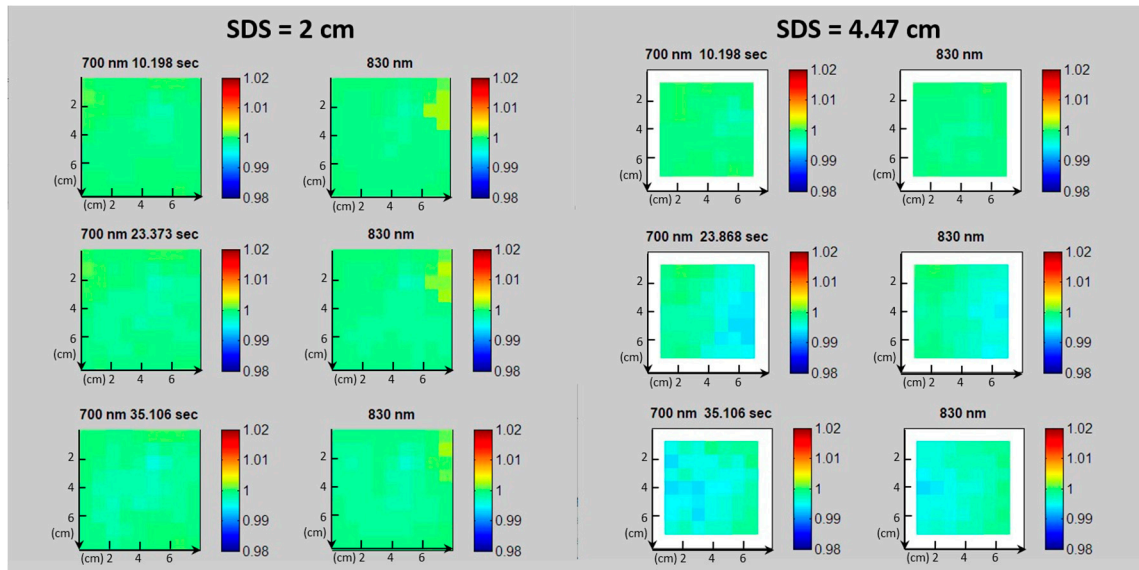 SDS = 2 cm
SDS = 4.47 cm
700 nm 10.198 sec
830 nm
700 nm 10.198 sec
830 nm
1.02
1.01
1
0.99
0.98
1.02
1.01
1
0.99
0.98
1.02
1.01
1
0.99
0.98
1.02
1.01
1
0.99
0.98
2
4
6
(cm)
2
4
6
(cm)
2
4
6
(cm)
2
4
6
(cm)
(cm) 2 4 6
(cm) 2 4 6
(cm) 2 4 6
(cm) 2 4 6
700 nm 23.373 sec
830 nm
700 nm 23.868 sec
830 nm
1.02
1.01
1
0.99
0.98
1.02
1.01
1
0.99
0.98
1.02
1.01
1
0.99
0.98
1.02
1.01
1
0.99
0.98
2
4
6
(cm)
2
4
6
(cm)
2
4
6
(cm)
2
4
6
(cm)
(cm) 2 4 6
(cm) 2 4 6
(cm) 2 4 6
(cm) 2 4 6
700 nm 35.106 sec
830 nm
700 nm 35.106 sec
830 nm
1.02
1.01
1
0.99
0.98
1.02
1.01
1
0.99
0.98
1.02
1.01
1
0.99
0.98
1.02
1.01
1
0.99
0.98
2
4
6
(cm)
2
4
6
(cm)
2
4
6
(cm)
2
4
6
(cm)
(cm) 2 4 6
(cm) 2 4 6
(cm) 2 4 6
(cm) 2 4 6